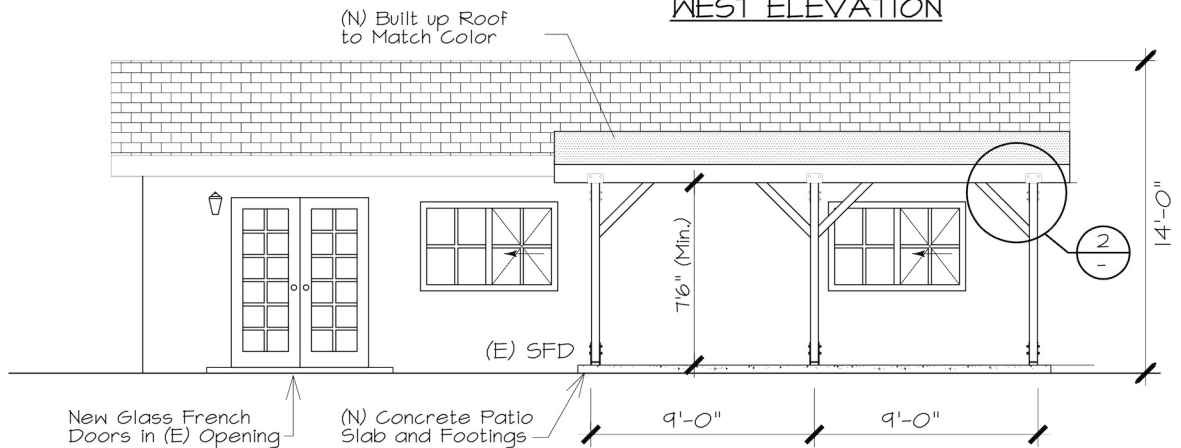 WEST ELEVATION
(N) Built up Roof
to Match Color
14'-0"
2
-
7'6" (Min.)
(E) SFD
New Glass French
Doors in (E) Opening
(N) Concrete Patio
Slab and Footings
9'-0"
9'-0"